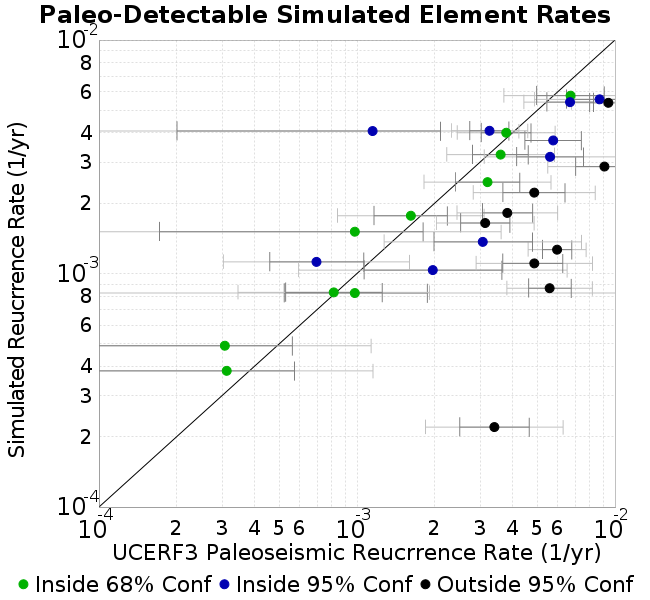 Paleo-Detectable Simulated Element Rates
10-2
8
6
4
3
2
10-3
8
6
4
3
2
10-4
Simulated Reucrrence Rate (1/yr)
10-4 2 3 4 5 6 10-3 2 3 4 5 6 10-2
UCERF3 Paleoseismic Reucrrence Rate (1/yr)
Inside 68% Conf Inside 95% Conf Outside 95% Conf